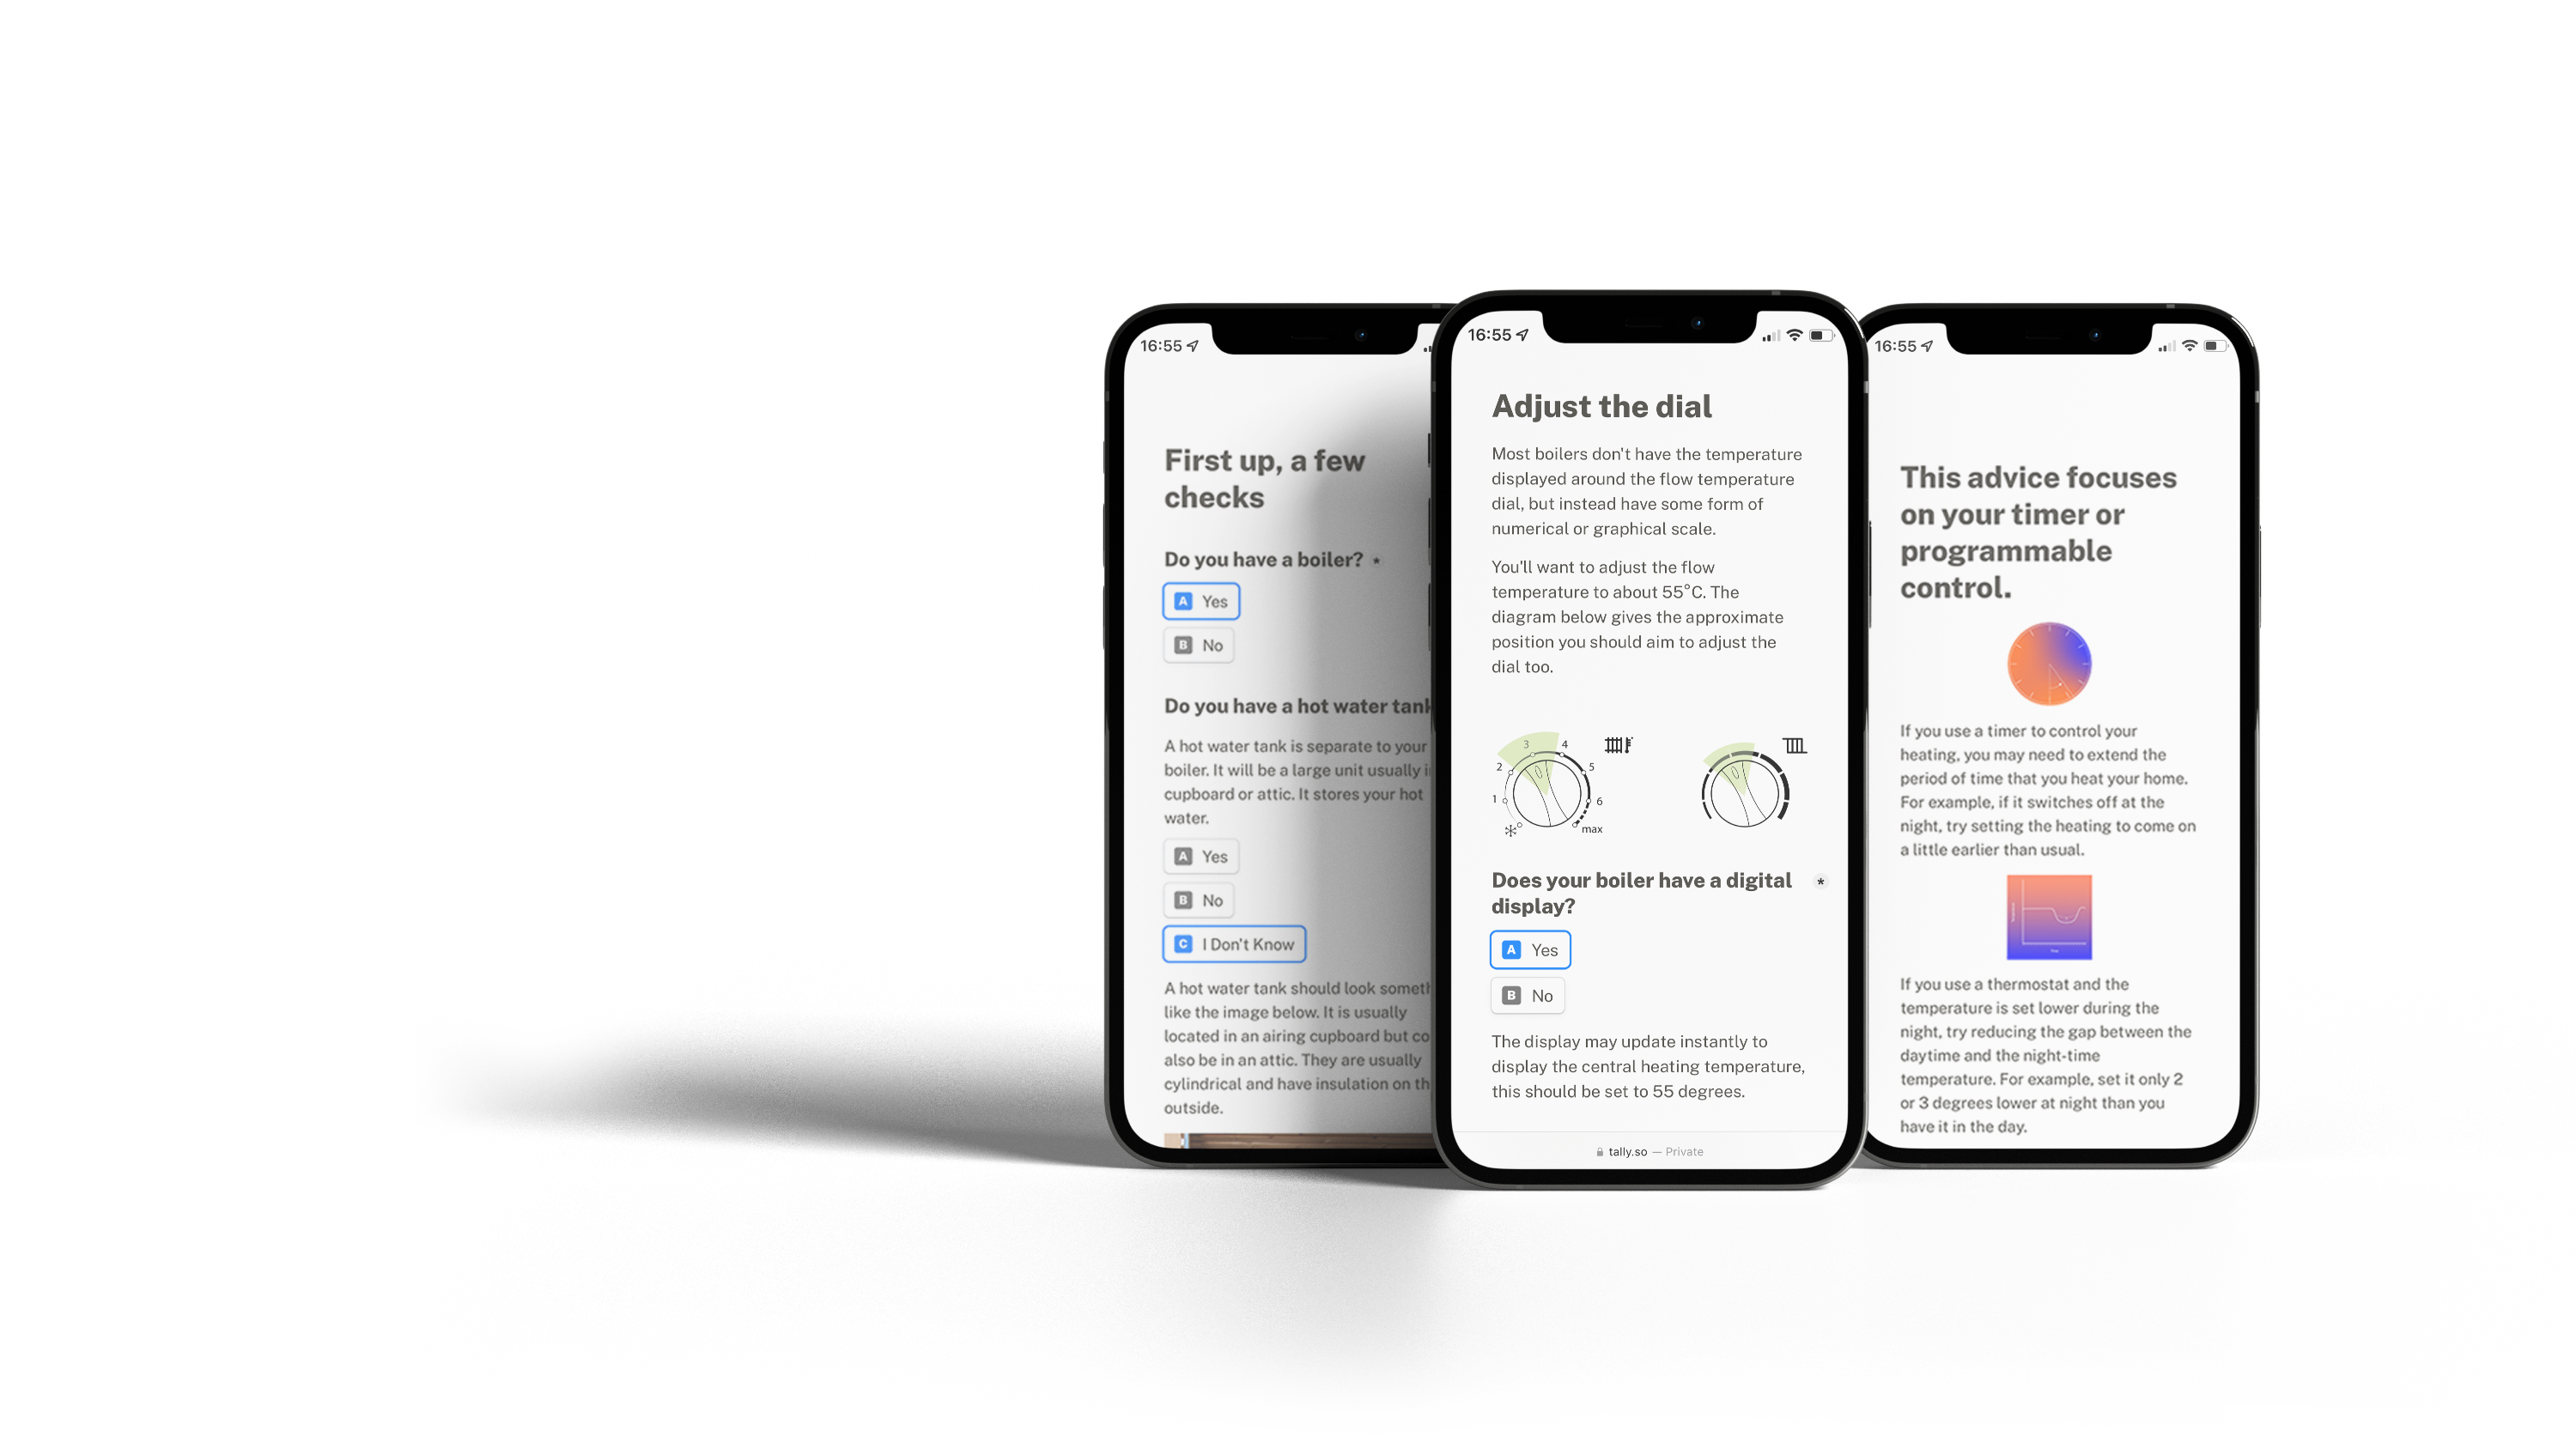 16:55
First up, a few
checks
Do you have a boiler? *
A Yes
B No
Do you have a hot water tank
A hot water tank is separate to your
boiler. It will be a large unit usually
cupboard or attic. It stores your hot
water.
A Yes
B No
C I Don't Know
A hot water tank should look
like the image below. It is usually
located in an airing cupboard but
also be in an attic. They are usually
cylindrical and have insulation on
outside.
16:55
Adjust the dial
Most boilers don't have the temperature
displayed around the flow temperature
dial, but instead have some form of
numerical or graphical scale.
You'll want to adjust the flow
temperature to about 55°C. The
diagram below gives the approximate
position you should aim to adjust the
dial too.
1
2
3
4
5
6
max
Does your boiler have a digital *
display?
A Yes
B No
The display may update instantly to
display the central heating temperature,
this should be set to 55 degrees.
tally.so — Private
16:55
This advice focuses
on your timer or
programmable
control.
If you use a timer to control your
heating, you may need to extend the
period of time that you heat your home.
For example, if it switches off at the
night, try setting the heating to come on
a little earlier than usual.
If you use a thermostat and the
temperature is set lower during the
night, try reducing the gap between the
daytime and the night-time
temperature. For example, set it only 2
or 3 degrees lower at night than you
have it in the day.